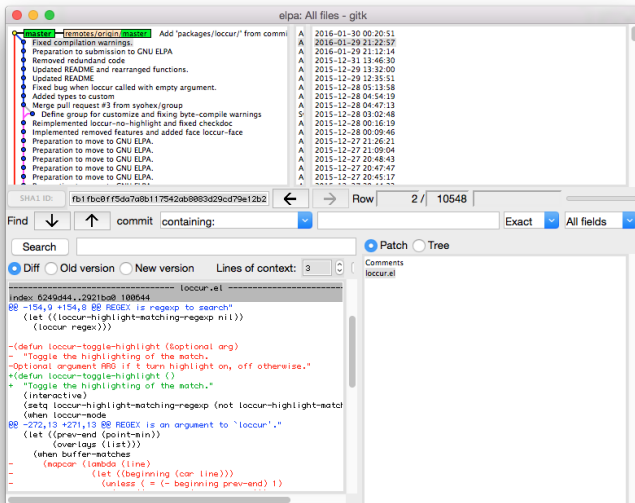 elpa: All files - gitk
master remotes/origin/master Add 'packages/loccur/' from commi
Fixed compilation warnings.
Preparation to submission to GNU ELPA
Removed redundand code
Updated README and rearranged functions.
Updated README
Fixed bug when loccur called with empty argument.
Added types to custom
Merge pull request #3 from syohex/group
Define group for customize and fixing byte-compile warnings
Reimplemented loccur-no-highlight and fixed checkdoc
Implemented removed features and added face loccur-face
Preparation to move to GNU ELPA.
Preparation to move to GNU ELPA.
Preparation to move to GNU ELPA.
Preparation to move to GNU ELPA.
A
A
A
A
A
A
A
A
S
A
A
A
A
A
A
2016-01-30 00:20:51
2016-01-29 21:22:57
2016-01-29 21:12:14
2015-12-31 13:46:30
2015-12-29 13:32:00
2015-12-29 12:35:51
2015-12-28 05:13:58
2015-12-28 04:54:19
2015-12-28 04:47:13
2015-12-28 03:02:48
2015-12-28 00:16:19
2015-12-28 00:09:46
2015-12-27 21:26:21
2015-12-27 21:09:04
2015-12-27 20:48:43
2015-12-27 20:47:47
2015-12-27 20:45:17
SHA1 ID: fb1fbc0ff5da7a8b117542ab8083d29cd79e12b2 Row 2 / 10548
Find commit containing: Exact All fields
Search
Patch Tree
Diff Old version New version Lines of context: 3
Comments
loccur.el
---------------------------- loccur.el ----------------------------
index 6249d44..2921ba0 100644
@@ -154,9 +154,8 @@ REGEX is regexp to search"
(let ((loccur-highlight-matching-regexp nil))
(loccur regex)))
-(defun loccur-toggle-highlight (&optional arg)
- "Toggle the highlighting of the match.
-Optional argument ARG if t turn highlight on, off otherwise."
+(defun loccur-toggle-highlight ()
+ "Toggle the highlighting of the match."
(interactive)
(setq loccur-highlight-matching-regexp (not loccur-highlight-match
(when loccur-mode
@@ -272,13 +271,13 @@ REGEX is an argument to `loccur'."
(let ((prev-end (point-min))
(overlays (list)))
(when buffer-matches
- (mapcar (lambda (line)
- (let ((beginning (car line)))
- (unless ( = (- beginning prev-end) 1)